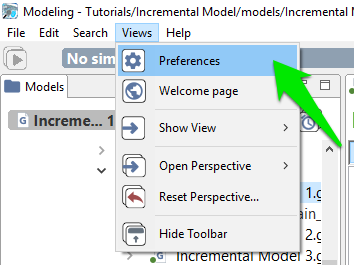 Modeling - Tutorials/Incremental Model/models/Incremental M
File Edit Search Views Help
No sim
Preferences
Models
Welcome page
Increme... 1
Show View
Open Perspective
1.g
Reset Perspective...
ain_
2.g
Hide Toolbar
Incremental Model 3.g